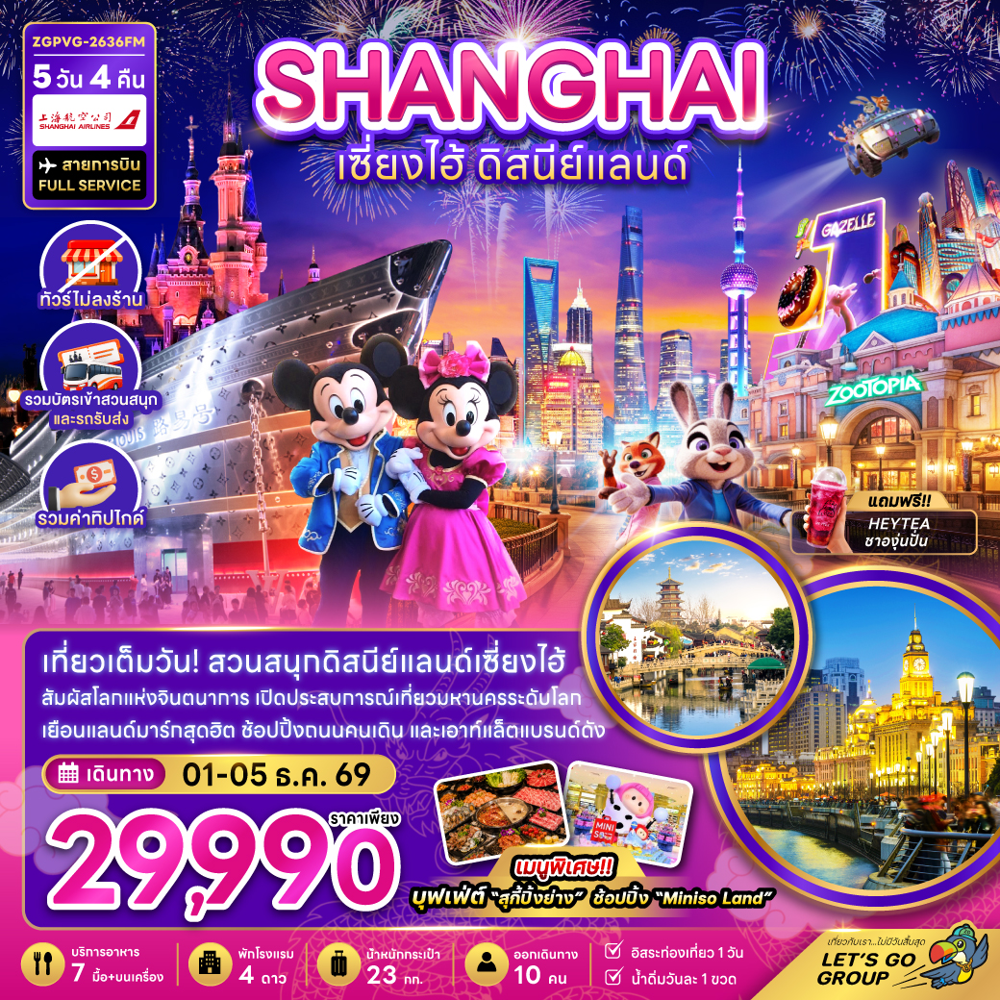 ZGPVG-2636FM
5 วัน 4 คืน
上海航空公司
SHANGHAI AIRLINES
สายการบิน
FULL SERVICE
SHANGHAI
เซี่ยงไฮ้ ดิสนีย์แลนด์
ทัวร์ไม่ลงร้าน
รวมบัตรเข้าสวนสนุก
และรถรับส่ง
รวมค่าทิปไกด์
GAZELLE
ZOOTOPIA
แถมฟรี!!
HEYTEA
ชาองุ่นปั่น
เที่ยวเต็มวัน! สวนสนุกดิสนีย์แลนด์เซี่ยงไฮ้
สัมผัสโลกแห่งจินตนาการ เปิดประสบการณ์เที่ยวมหานครระดับโลก
เยือนแลนด์มาร์กสุดฮิต ช้อปปิ้งถนนคนเดิน และเอาท์แล็ตแบรนด์ดัง
เดินทาง 01-05 ธ.ค. 69
ราคาเพียง
29,990
MINI
SO
เมนูพิเศษ!!
บุฟเฟ่ต์ "สุกี้ปิ้งย่าง" ช้อปปิ้ง "Miniso Land"
บริการอาหาร
7 มื้อ+บนเครื่อง
พักโรงแรม
4 ดาว
น้ำหนักกระเป๋า
23 กก.
ออกเดินทาง
10 คน
อิสระท่องเที่ยว 1 วัน
น้ำดื่มวันละ 1 ขวด
เที่ยวกับเรา...ไม่มีวันสิ้นสุด
LET'S GO
GROUP